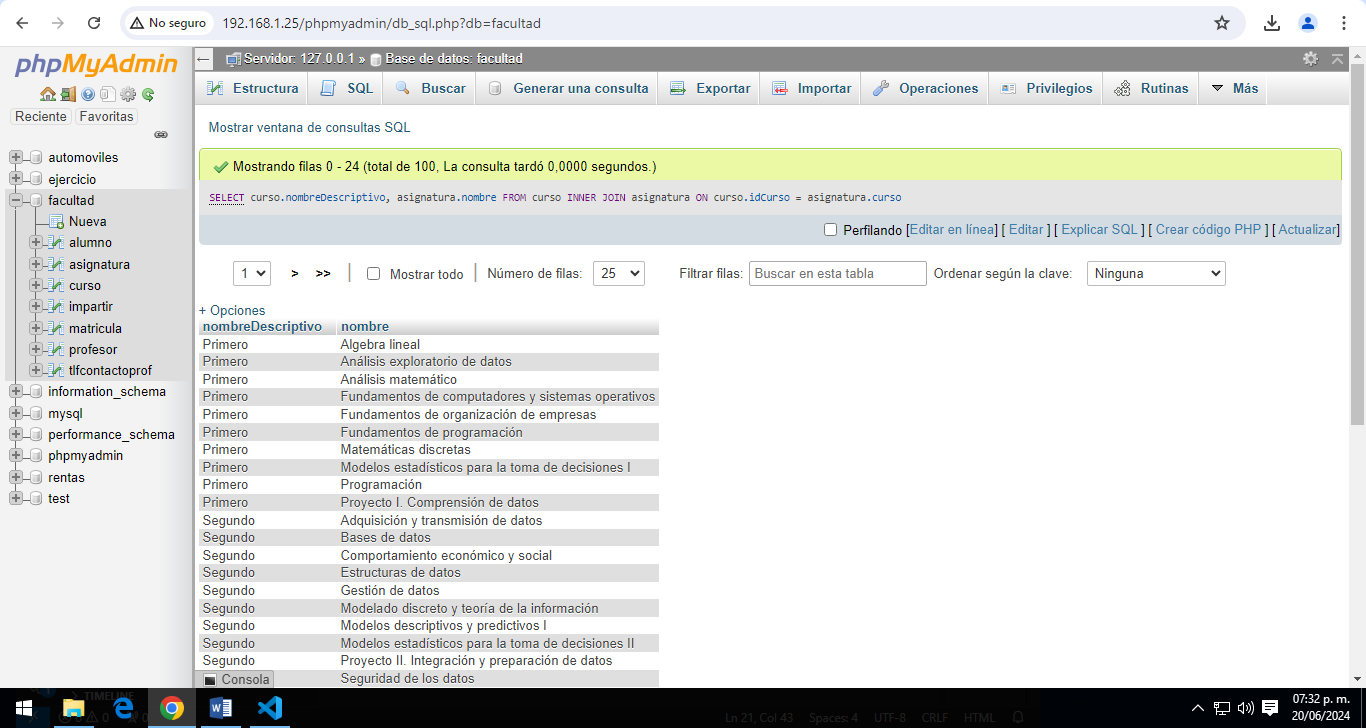 No seguro 192.168.1.25/phpmyadmin/db_sql.php?db=facultad
phpMyAdmin
Reciente Favoritas
automoviles
ejercicio
facultad
Nueva
alumno
asignatura
curso
impartir
matricula
profesor
tlfcontactoprof
information_schema
mysql
performance_schema
phpmyadmin
rentas
test
Servidor: 127.0.0.1 » Base de datos: facultad
Estructura SQL Buscar Generar una consulta Exportar Importar Operaciones Privilegios Rutinas Más
Mostrar ventana de consultas SQL
Mostrando filas 0 - 24 (total de 100, La consulta tardó 0,0000 segundos.)
SELECT curso.nombreDescriptivo, asignatura.nombre FROM curso INNER JOIN asignatura ON curso.idCurso = asignatura.curso
Perfilando [Editar en línea] [ Editar ] [ Explicar SQL ] [ Crear código PHP ] [ Actualizar]
1 > >> | Mostrar todo | Número de filas: 25 Filtrar filas: Buscar en esta tabla Ordenar según la clave: Ninguna
+ Opciones
nombreDescriptivo nombre
Primero Algebra lineal
Primero Análisis exploratorio de datos
Primero Análisis matemático
Primero Fundamentos de computadores y sistemas operativos
Primero Fundamentos de organización de empresas
Primero Fundamentos de programación
Primero Matemáticas discretas
Primero Modelos estadísticos para la toma de decisiones I
Primero Programación
Primero Proyecto I. Comprensión de datos
Segundo Adquisición y transmisión de datos
Segundo Bases de datos
Segundo Comportamiento económico y social
Segundo Estructuras de datos
Segundo Gestión de datos
Segundo Modelado discreto y teoría de la información
Segundo Modelos descriptivos y predictivos I
Segundo Modelos estadísticos para la toma de decisiones II
Segundo Proyecto II. Integración y preparación de datos
Seguridad de los datos
Consola
TIMELINE
Ln 21, Col 43 Spaces: 4 UTF-8 CRLF HTML
07:32 p. m.
20/06/2024